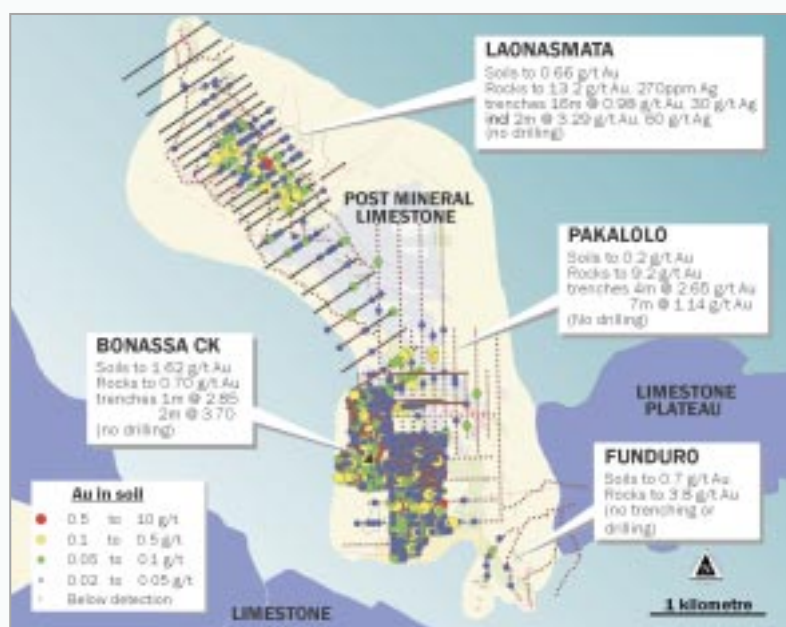 LAONASMATA
Soils to 0.66 g/t Au
Rocks to 13.2 g/t Au, 270ppm Ag
trenches 16m @ 0.98 g/t Au, 30 g/t Ag
incl 2m @ 3.29 g/t Au, 60 g/t Ag
(no drilling)
POST MINERAL
LIMESTONE
PAKALOLO
Soils to 0.2 g/t Au
Rocks to 9.2 g/t Au
trenches 4m @ 2.65 g/t Au
7m @ 1.14 g/t Au
(No drilling)
BONASSA CK
Soils to 1.62 g/t Au
Rocks to 0.70 g/t Au
trenches 1m @ 2.85
2m @ 3.70
(no drilling)
LIMESTONE
PLATEAU
FUNDURO
Soils to 0.7 g/t Au
Rocks to 3.8 g/t Au
(no trenching or
drilling)
Au in soil
0.5 to 10 g/t
0.1 to 0.5 g/t
0.05 to 0.1 g/t
0.02 to 0.05 g/t
Below detection
LIMESTONE
1 kilometre